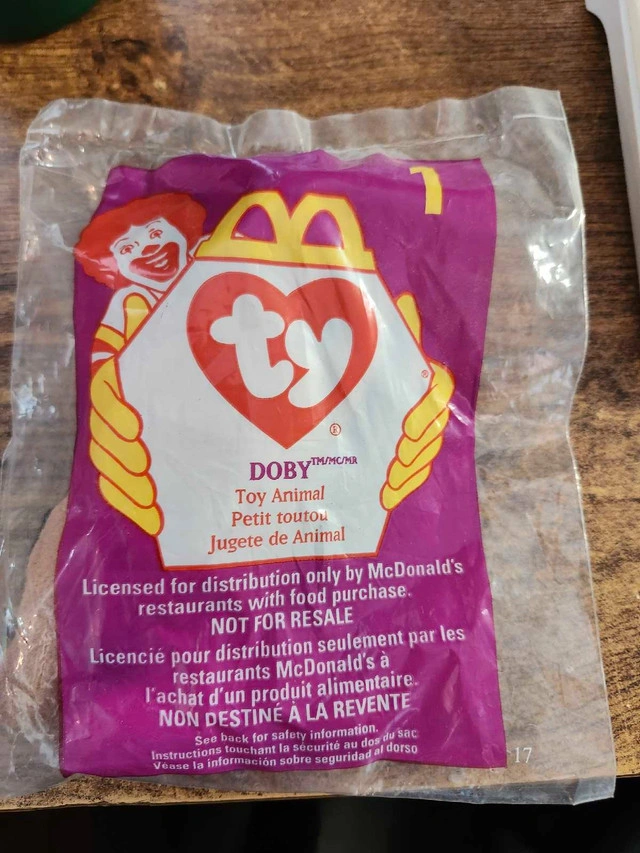 1
ty
®
®
DOBY™/MC/MR
Toy Animal
Petit toutou
Jugete de Animal
Licensed for distribution only by McDonald's
restaurants with food purchase.
NOT FOR RESALE
Licencié pour distribution seulement par les
restaurants McDonald's à
l'achat d'un produit alimentaire.
NON DESTINÉ À LA REVENTE
See back for safety information.
Instructions touchant la sécurité au dos du sac
Véase la información sobre seguridad al dorso
17